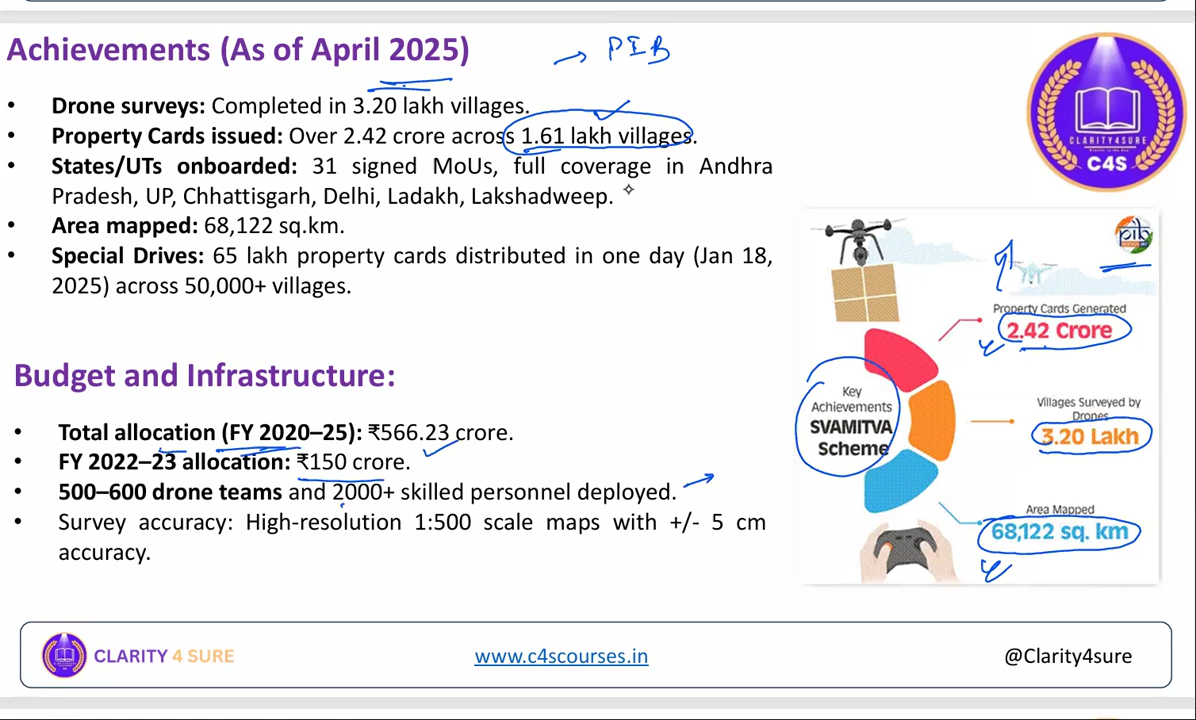 Achievements (As of April 2025)
→ PIB
• Drone surveys: Completed in 3.20 lakh villages.
• Property Cards issued: Over 2.42 crore across 1.61 lakh villages.
• States/UTs onboarded: 31 signed MoUs, full coverage in Andhra
Pradesh, UP, Chhattisgarh, Delhi, Ladakh, Lakshadweep.
• Area mapped: 68,122 sq.km.
• Special Drives: 65 lakh property cards distributed in one day (Jan 18,
2025) across 50,000+ villages.
CLARITY4SURE
C4S
pib
Property Cards Generated
2.42 Crore
Key
Achievements
SVAMITVA
Scheme
Villages Surveyed by
Drones
3.20 Lakh
Area Mapped
68,122 sq. km
Budget and Infrastructure:
• Total allocation (FY 2020–25): ₹566.23 crore.
• FY 2022–23 allocation: ₹150 crore.
• 500–600 drone teams and 2000+ skilled personnel deployed.
• Survey accuracy: High-resolution 1:500 scale maps with +/- 5 cm
accuracy.
CLARITY 4 SURE
www.c4scourses.in
@Clarity4sure